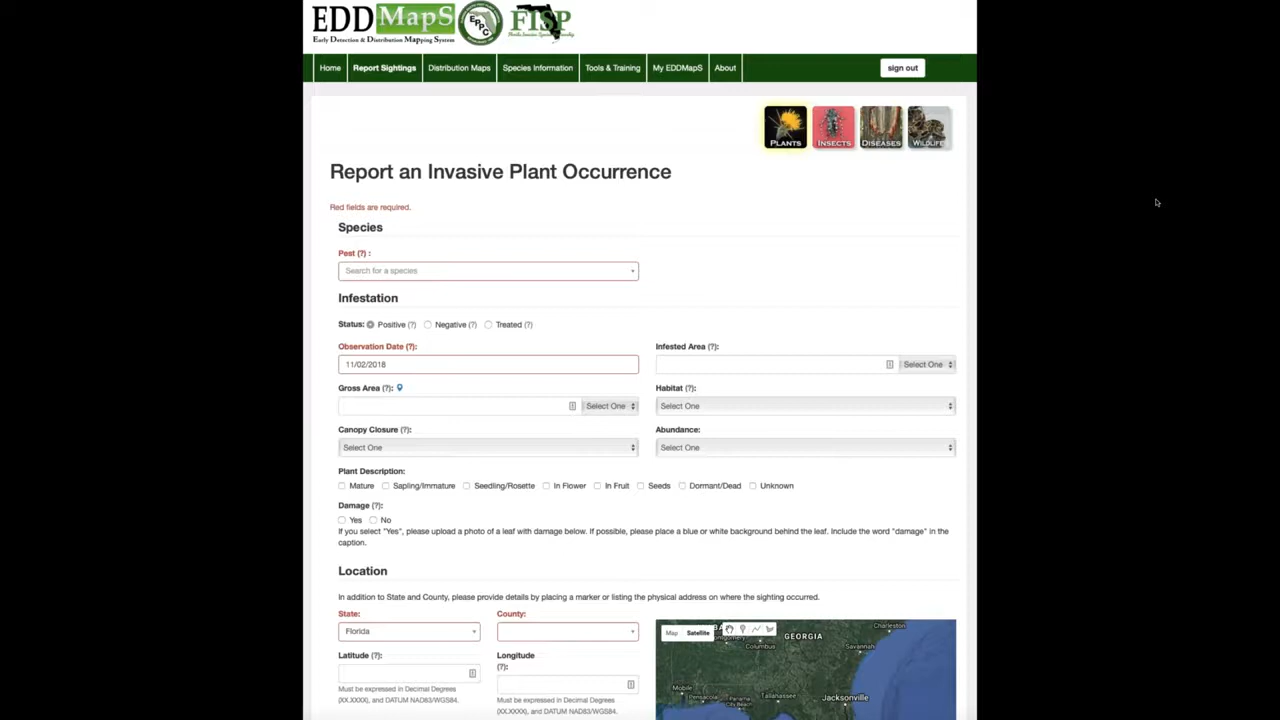 EDDMapS
Early Detection & Distribution Mapping System
EPPC
FISP
Home Report Sightings Distribution Maps Species Information Tools & Training My EDDMapS About sign out
PLANTS INSECTS DISEASES WILDLIFE
Report an Invasive Plant Occurrence
Red fields are required.
Species
Pest (?) :
Search for a species
Infestation
Status: Positive (?) Negative (?) Treated (?)
Observation Date (?): Infested Area (?):
11/02/2018 Select One
Gross Area (?): Habitat (?):
Select One Select One
Canopy Closure (?): Abundance:
Select One Select One
Plant Description:
Mature Sapling/Immature Seedling/Rosette In Flower In Fruit Seeds Dormant/Dead Unknown
Damage (?):
Yes No
If you select "Yes", please upload a photo of a leaf with damage below. If possible, please place a blue or white background behind the leaf. Include the word "damage" in the
caption.
Location
In addition to State and County, please provide details by placing a marker or listing the physical address on where the sighting occurred.
State: County:
Florida
Map Satellite
GEORGIA
Charleston
Columbus
Savannah
Latitude (?): Longitude
(?):
Must be expressed in Decimal Degrees
(XX.XXXX), and DATUM NAD83/WGS84.
Must be expressed in Decimal Degrees
(XX.XXXX), and DATUM NAD83/WGS84.
Mobile
Pensacola
Panama
City Beach
Tallahassee
Jacksonville